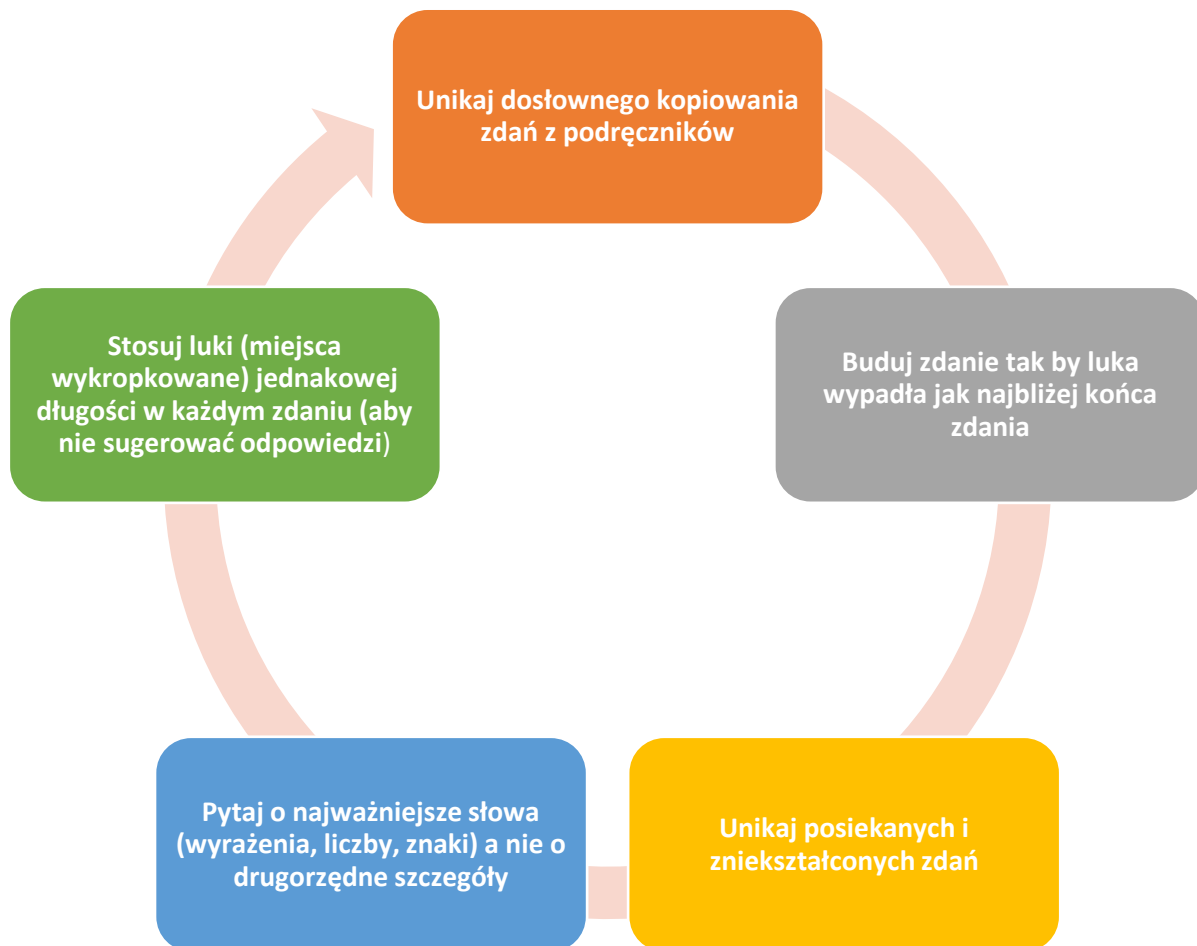 Unikaj dosłownego kopiowania
zdań z podręczników
Buduj zdanie tak by luka
wypadła jak najbliżej końca
zdania
Unikaj posiekanych i
zniekształconych zdań
Pytaj o najważniejsze słowa
(wyrażenia, liczby, znaki) a nie o
drugorzędne szczegóły
Stosuj luki (miejsca
wykropkowane) jednakowej
długości w każdym zdaniu (aby
nie sugerować odpowiedzi)